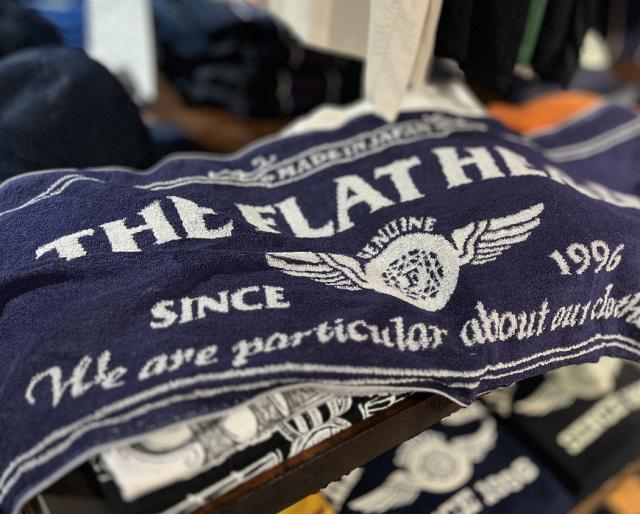 MADE IN JAPAN
THE FLAT HE
GENUINE
F
SINCE 1996
We are particular about our cloth